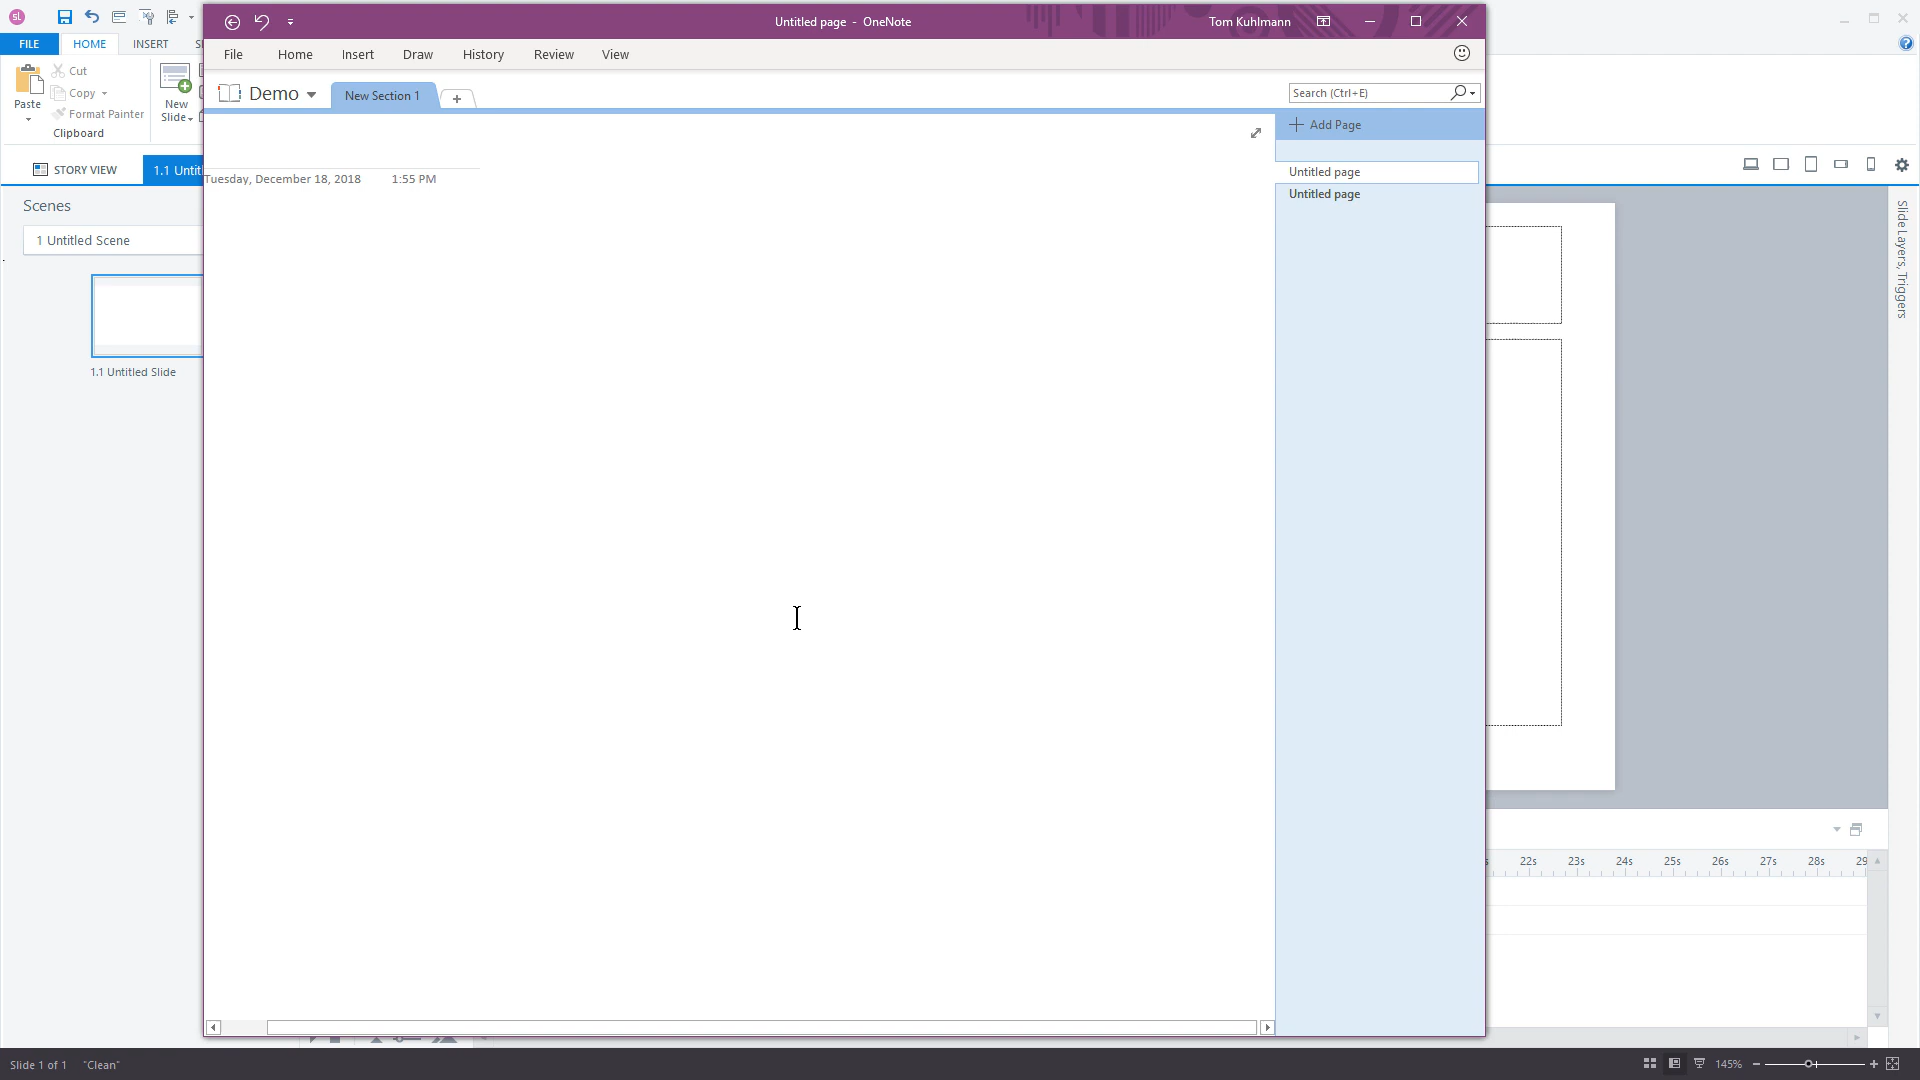 sl
Untitled page - OneNote
Tom Kuhlmann
FILE
HOME
INSERT
File
Home
Insert
Draw
History
Review
View
Cut
Copy
Format Painter
Paste
New
Slide
Clipboard
Demo
New Section 1
+
Search (Ctrl+E)
Add Page
Tuesday, December 18, 2018
1:55 PM
Untitled page
Untitled page
STORY VIEW
1.1 Untit
Scenes
1 Untitled Scene
1.1 Untitled Slide
Slide Layers, Triggers
22s
23s
24s
25s
26s
27s
28s
29
Slide 1 of 1
"Clean"
145%